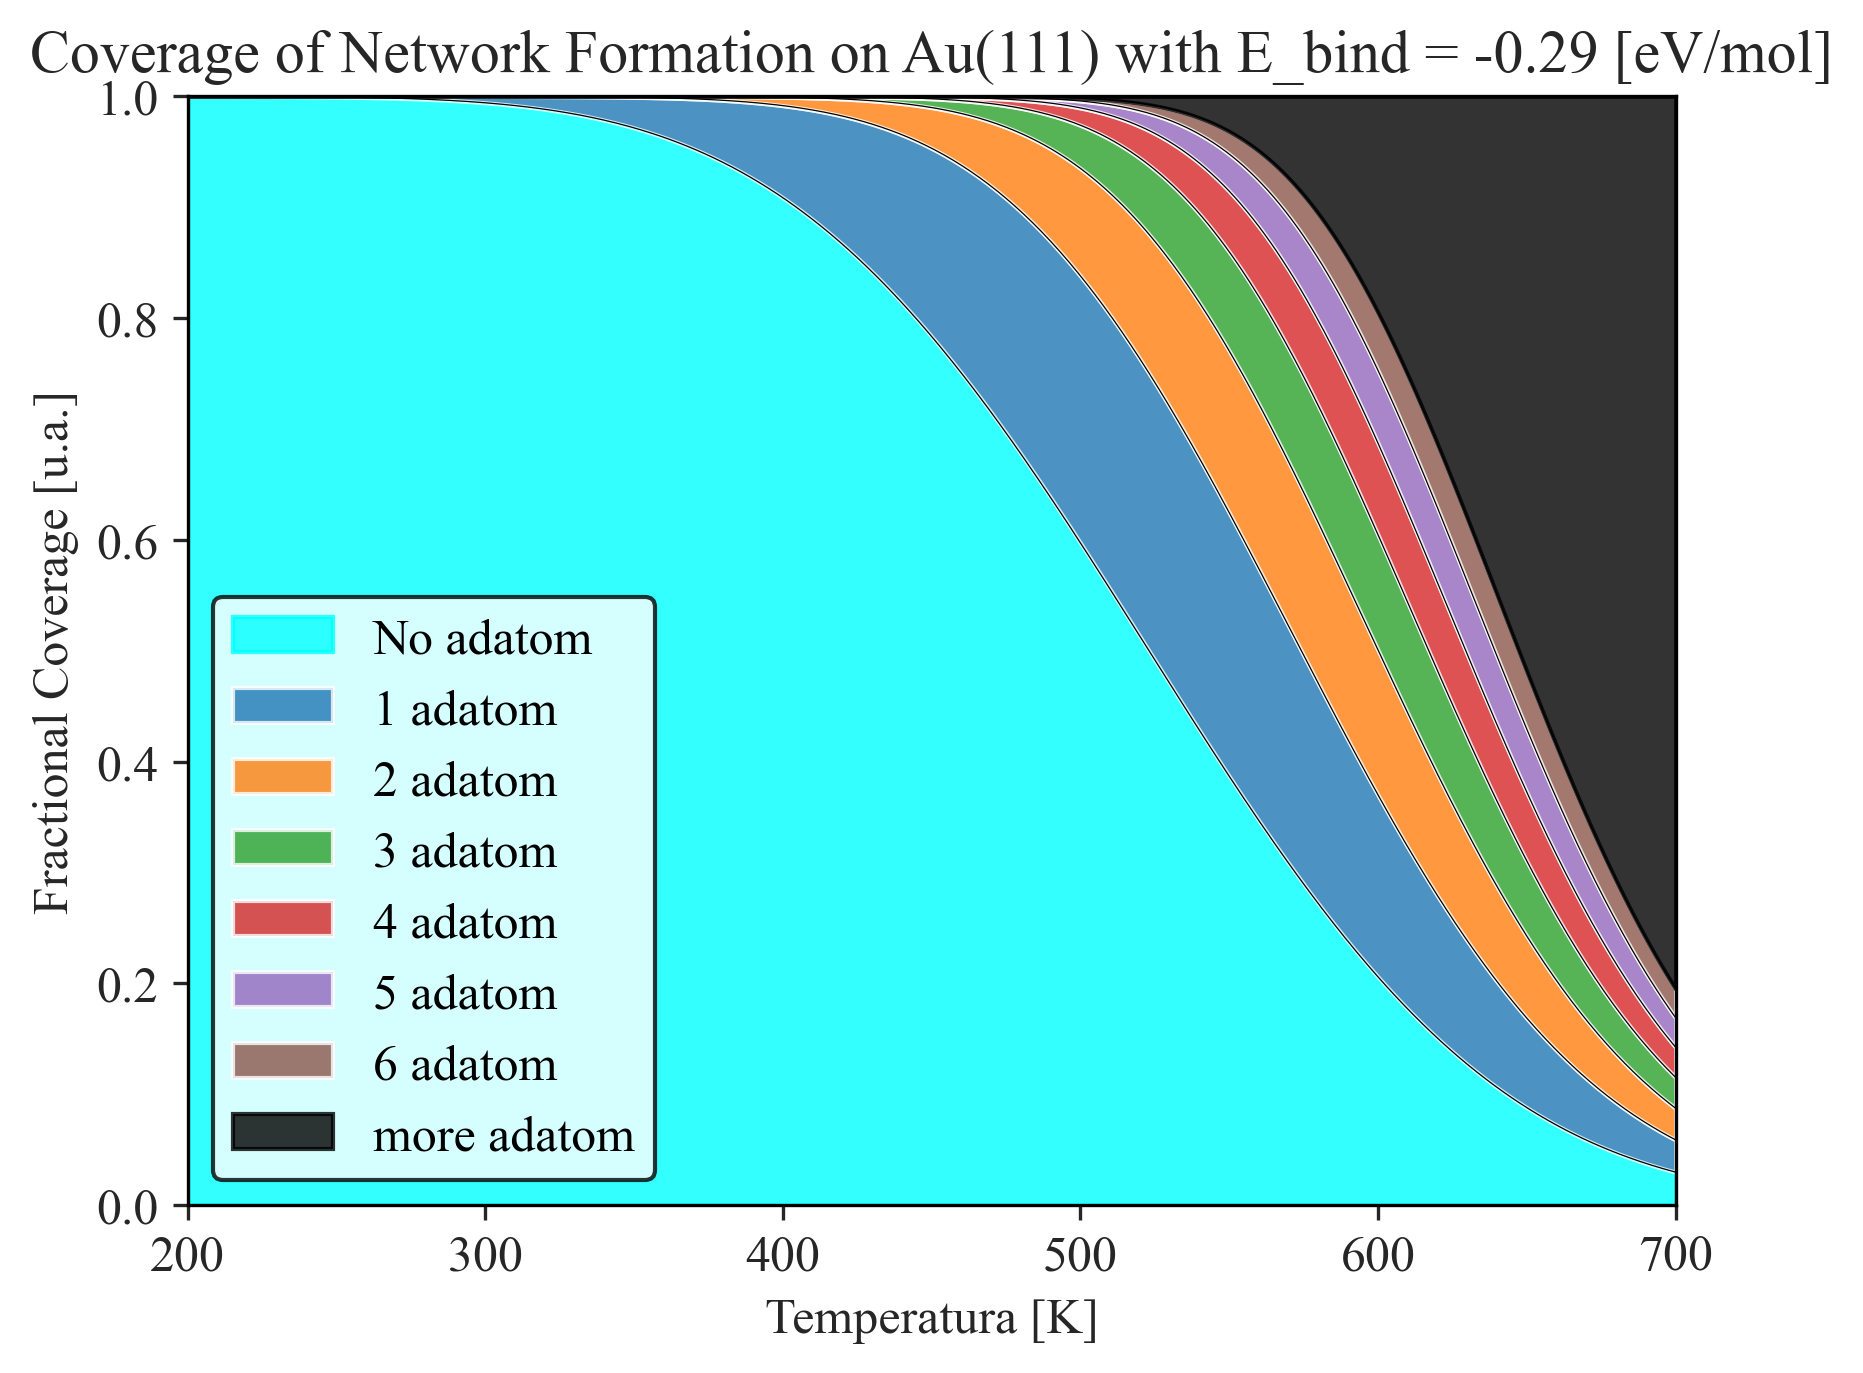 Coverage of Network Formation on Au(111) with E_bind = -0.29 [eV/mol]
Fractional Coverage [u.a.]
1.0
0.8
0.6
0.4
0.2
0.0
No adatom
1 adatom
2 adatom
3 adatom
4 adatom
5 adatom
6 adatom
more adatom
200 300 400 500 600 700
Temperatura [K]